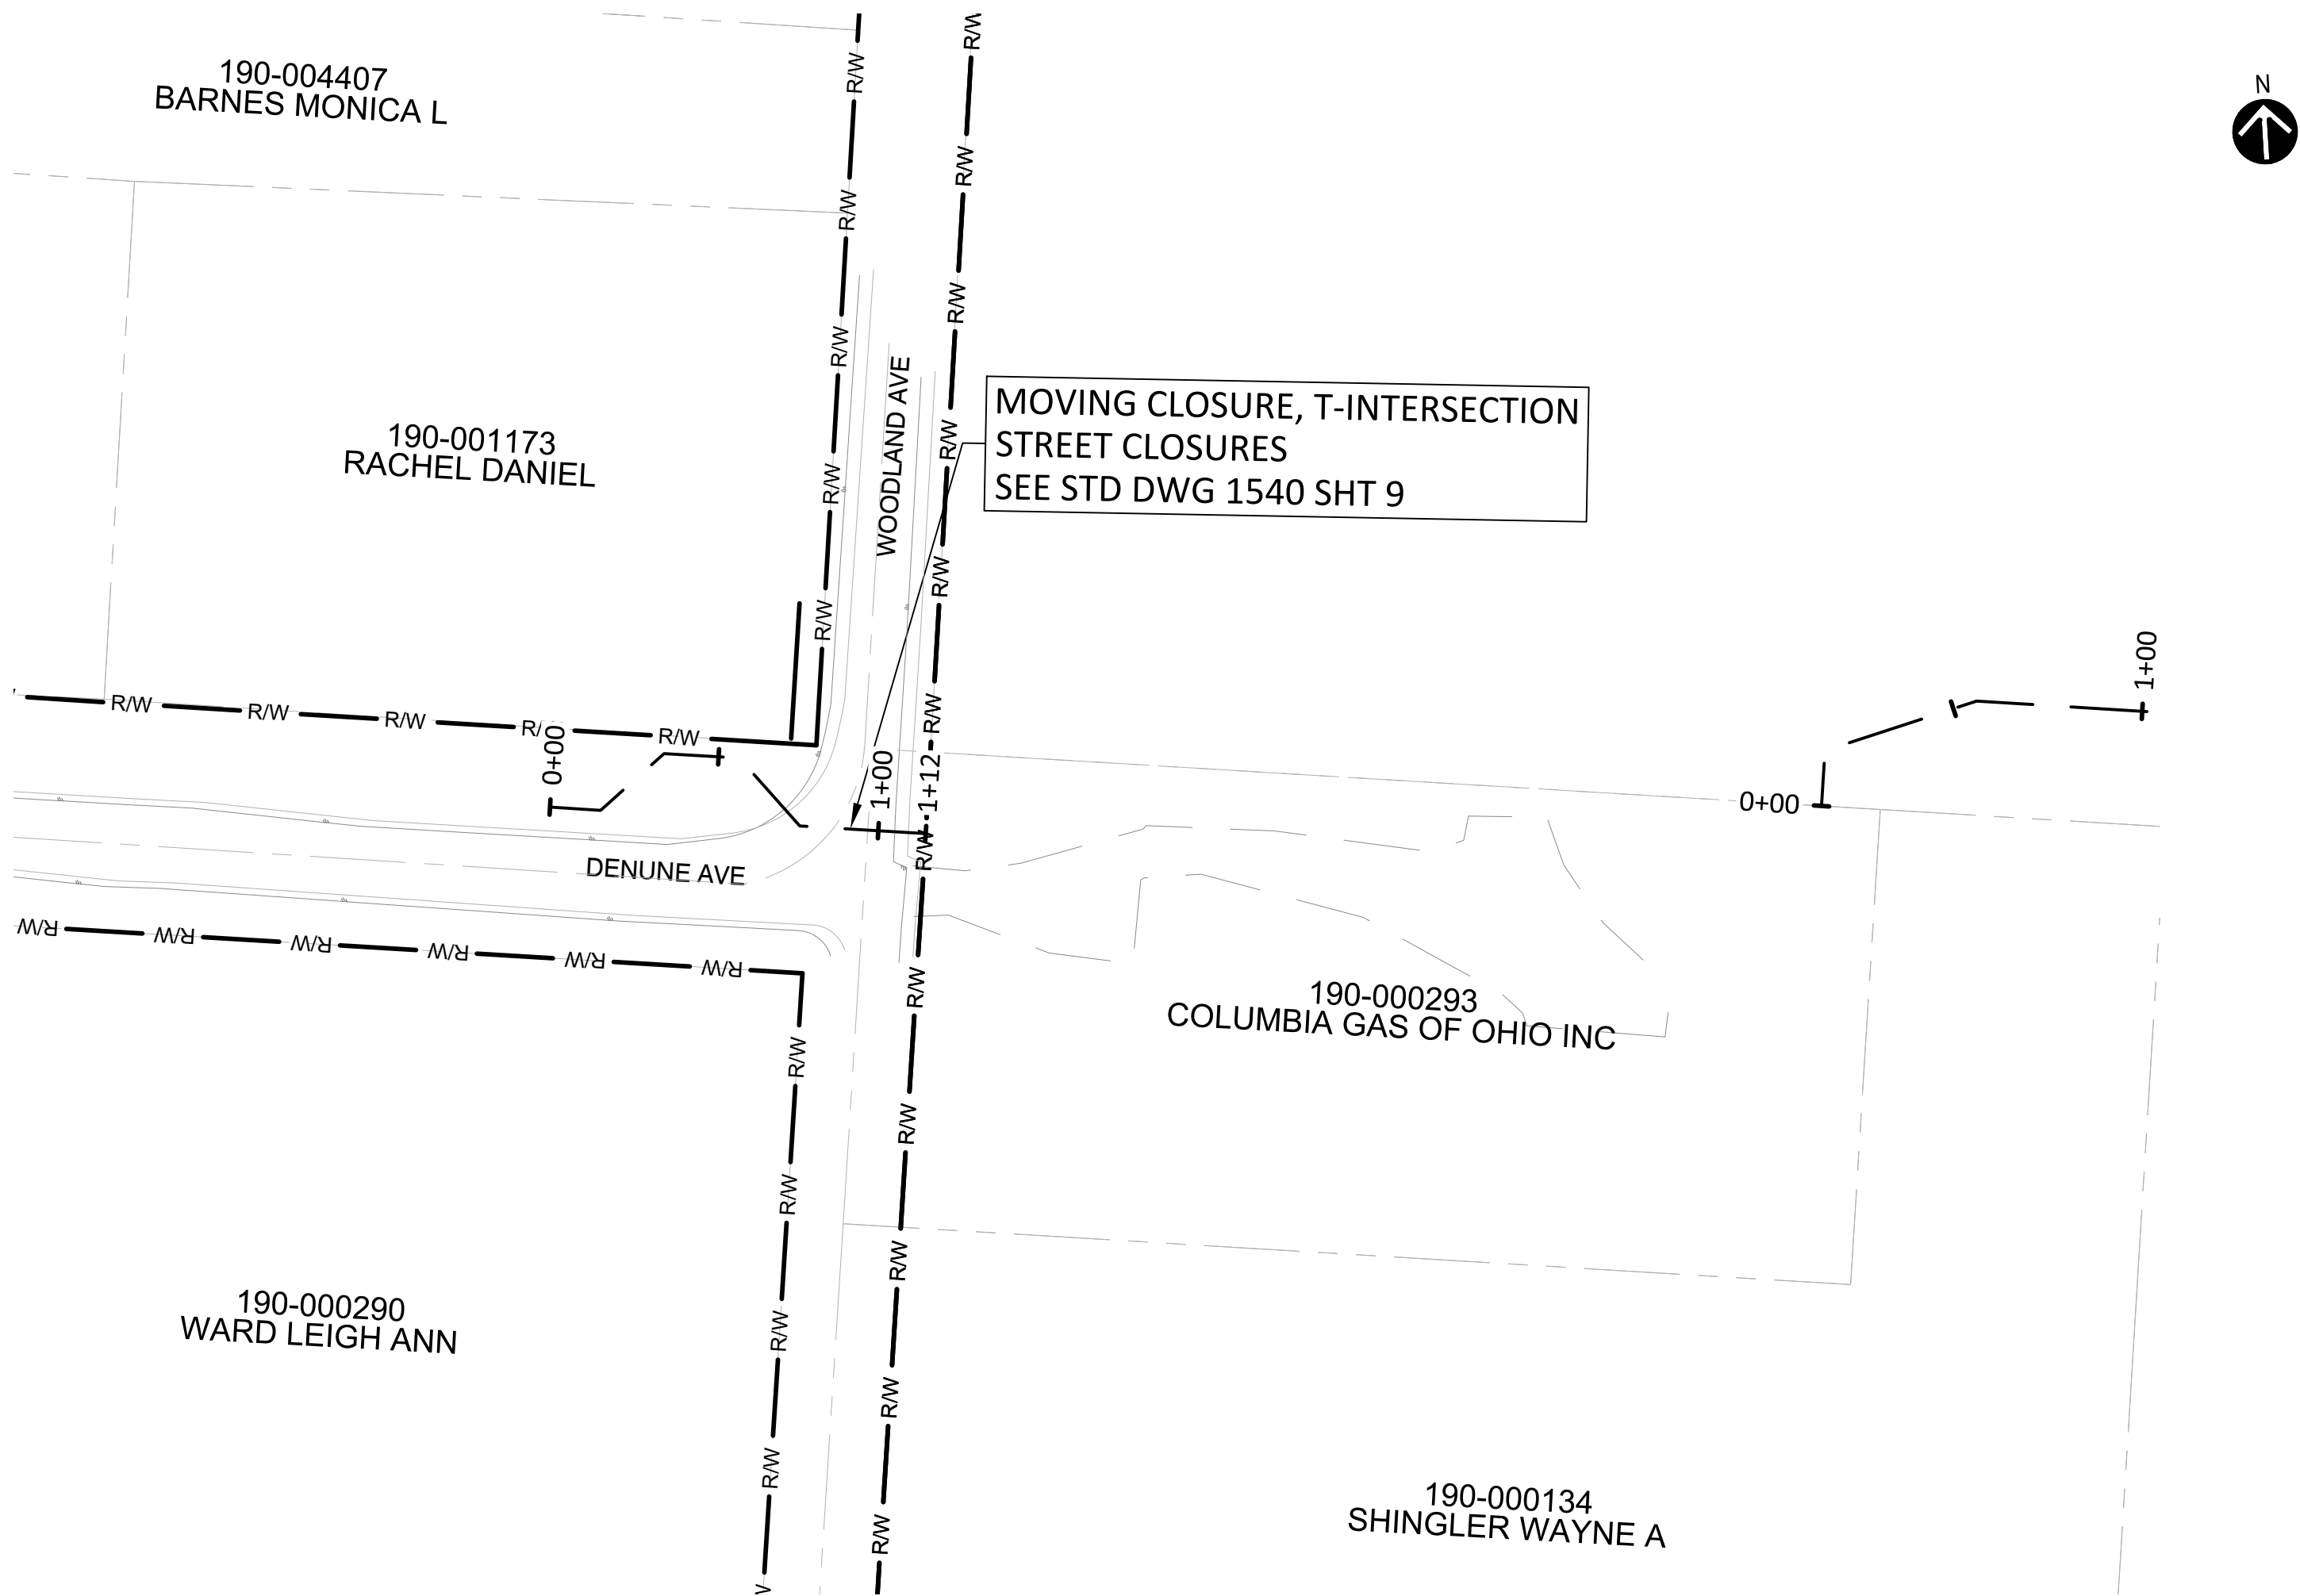 N
190-004407
BARNES MONICA L
R/W
R/W
R/W
R/W
R/W
R/W
R/W
R/W
R/W
R/W
R/W
WOODLAND AVE
MOVING CLOSURE, T-INTERSECTION
STREET CLOSURES
SEE STD DWG 1540 SHT 9
190-001173
RACHEL DANIEL
R/W
R/W
R/W
R/
R/W
0+00
1+00
1+12
R/W
R/W
0+00
1+00
DENUNE AVE
R/W
R/W
R/W
R/W
R/W
R/W
190-000293
COLUMBIA GAS OF OHIO INC
R/W
R/W
R/W
R/W
R/W
R/W
R/W
R/W
R/W
190-000290
WARD LEIGH ANN
190-000134
SHINGLER WAYNE A